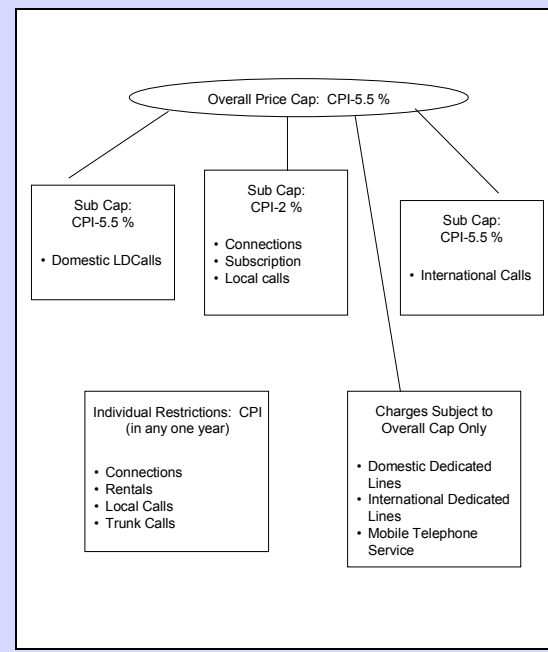 Overall Price Cap: CPI-5.5 %
Sub Cap:
CPI-5.5 %
• Domestic LDCalls
Sub Cap:
CPI-2 %
• Connections
• Subscription
• Local calls
Sub Cap:
CPI-5.5 %
• International Calls
Individual Restrictions: CPI
(in any one year)
• Connections
• Rentals
• Local Calls
• Trunk Calls
Charges Subject to
Overall Cap Only
• Domestic Dedicated
Lines
• International Dedicated
Lines
• Mobile Telephone
Service